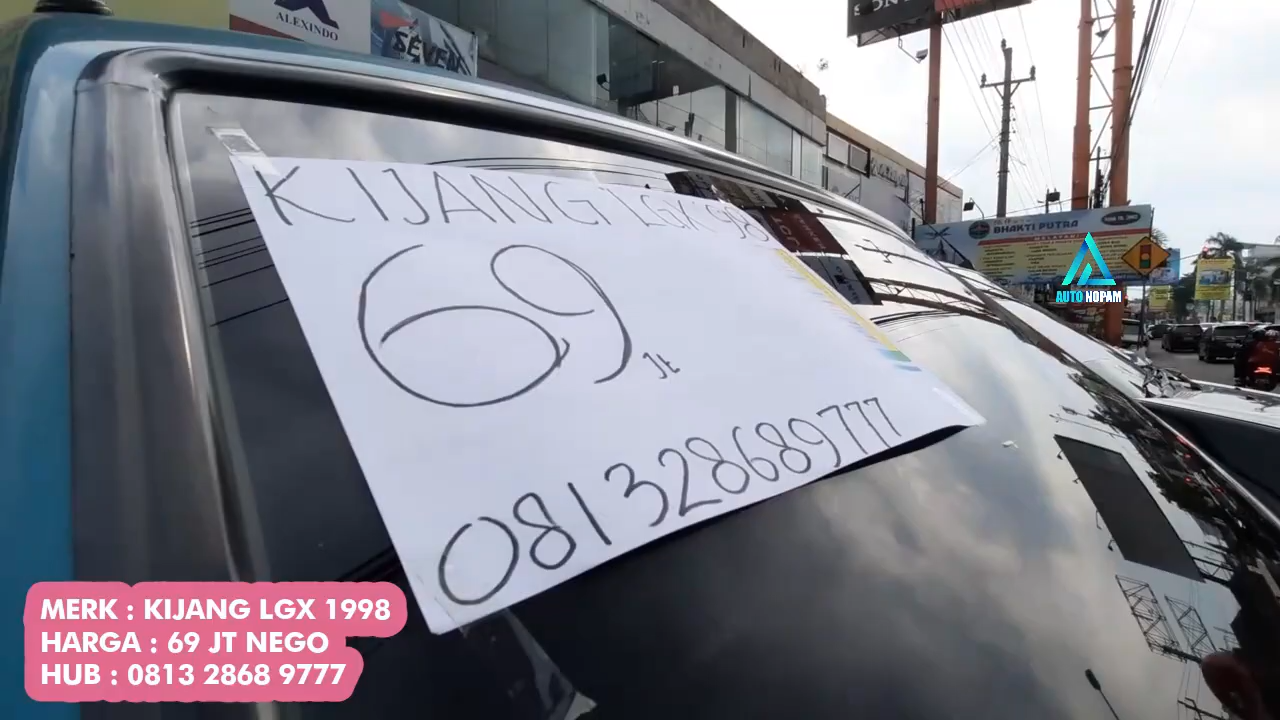 ALEXINDO
SEVEN
KIJANG LGX 98
69 Jt
081328689777
BHAKTI PUTRA
AUTO NOPAM
MERK : KIJANG LGX 1998
HARGA : 69 JT NEGO
HUB : 0813 2868 9777